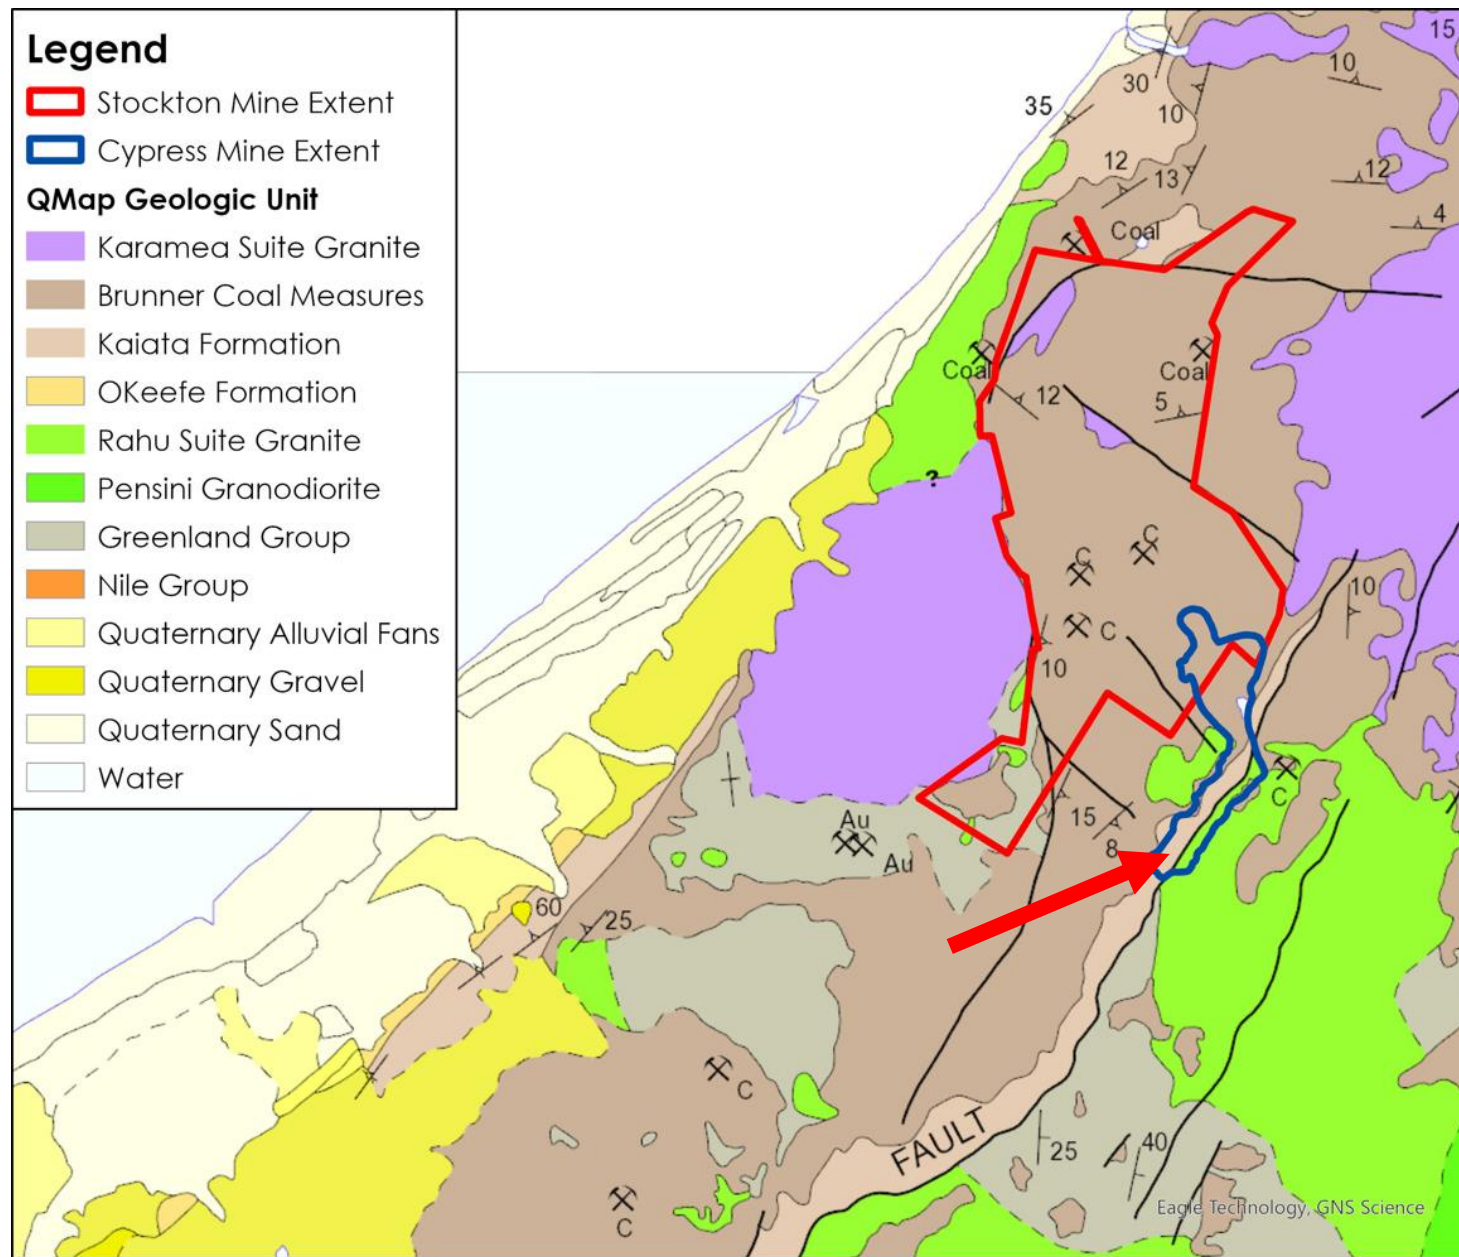 Legend
Stockton Mine Extent
Cypress Mine Extent
QMap Geologic Unit
Karamea Suite Granite
Brunner Coal Measures
Kaiata Formation
OKeefe Formation
Rahu Suite Granite
Pensini Granodiorite
Greenland Group
Nile Group
Quaternary Alluvial Fans
Quaternary Gravel
Quaternary Sand
Water
15
10
30
35
10
12
13
12
4
Coal
Coal
12
Coal
5
?
C
C
C
10
10
C
15
8
Au
Au
60
25
C
FAULT
25
40
C
Eagle Technology, GNS Science